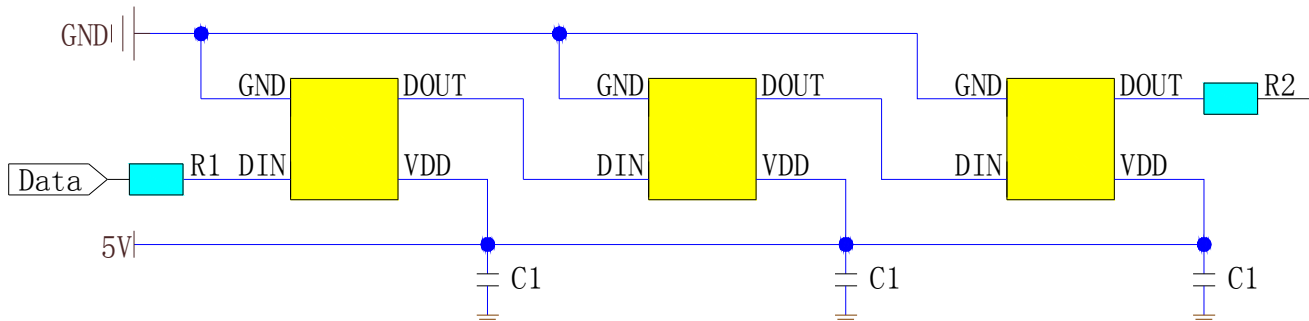 GND
GND DOUT GND DOUT GND DOUT R2
Data R1 DIN VDD DIN VDD DIN VDD
5V
C1 C1 C1